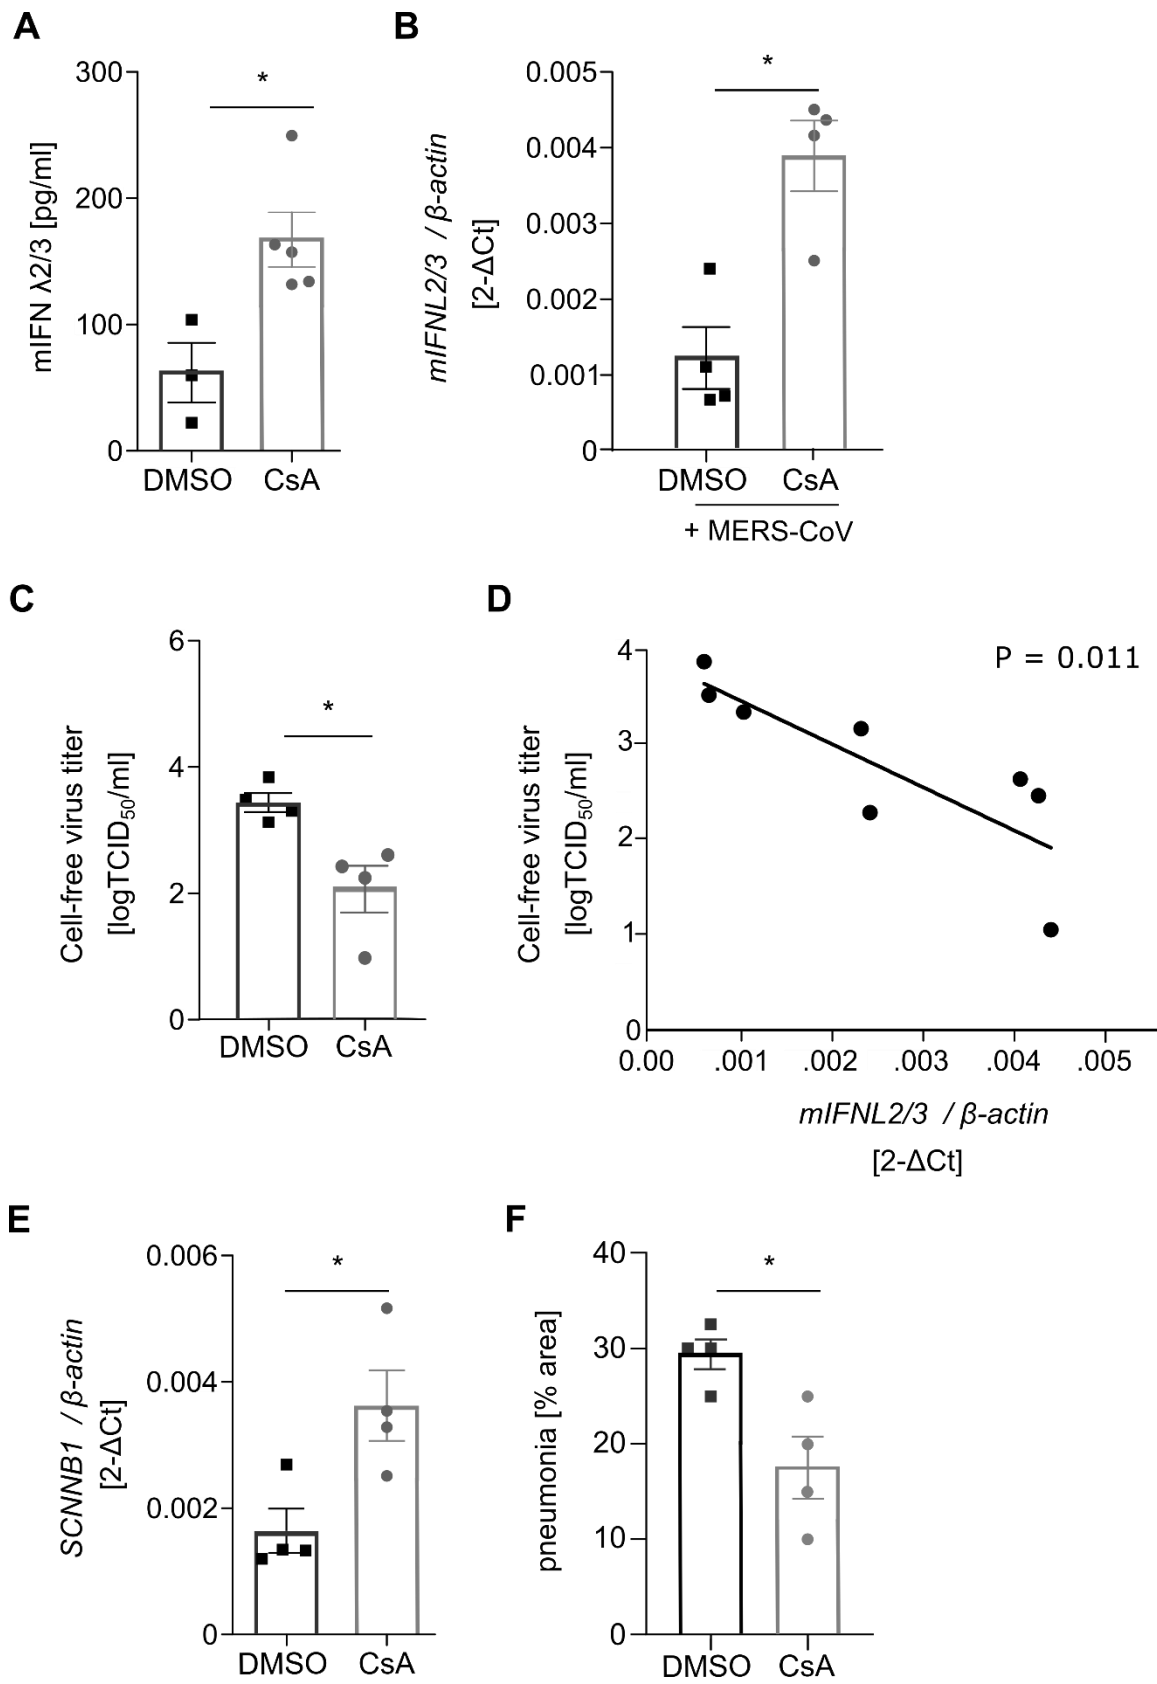 A
mIFN λ2/3 [pg/ml]
300
200
100
0
*
DMSO CsA
B
mIFNL2/3 / β-actin
[2-ΔCt]
0.005
0.004
0.003
0.002
0.001
0
*
DMSO CsA
+ MERS-CoV
C
Cell-free virus titer
[logTCID50/ml]
6
4
2
0
*
DMSO CsA
D
Cell-free virus titer
[logTCID50/ml]
4
3
2
1
0
P = 0.011
0.00 .001 .002 .003 .004 .005
mIFNL2/3 / β-actin
[2-ΔCt]
E
SCNNB1 / β-actin
[2-ΔCt]
0.006
0.004
0.002
0
*
DMSO CsA
F
pneumonia [% area]
40
30
20
10
0
*
DMSO CsA